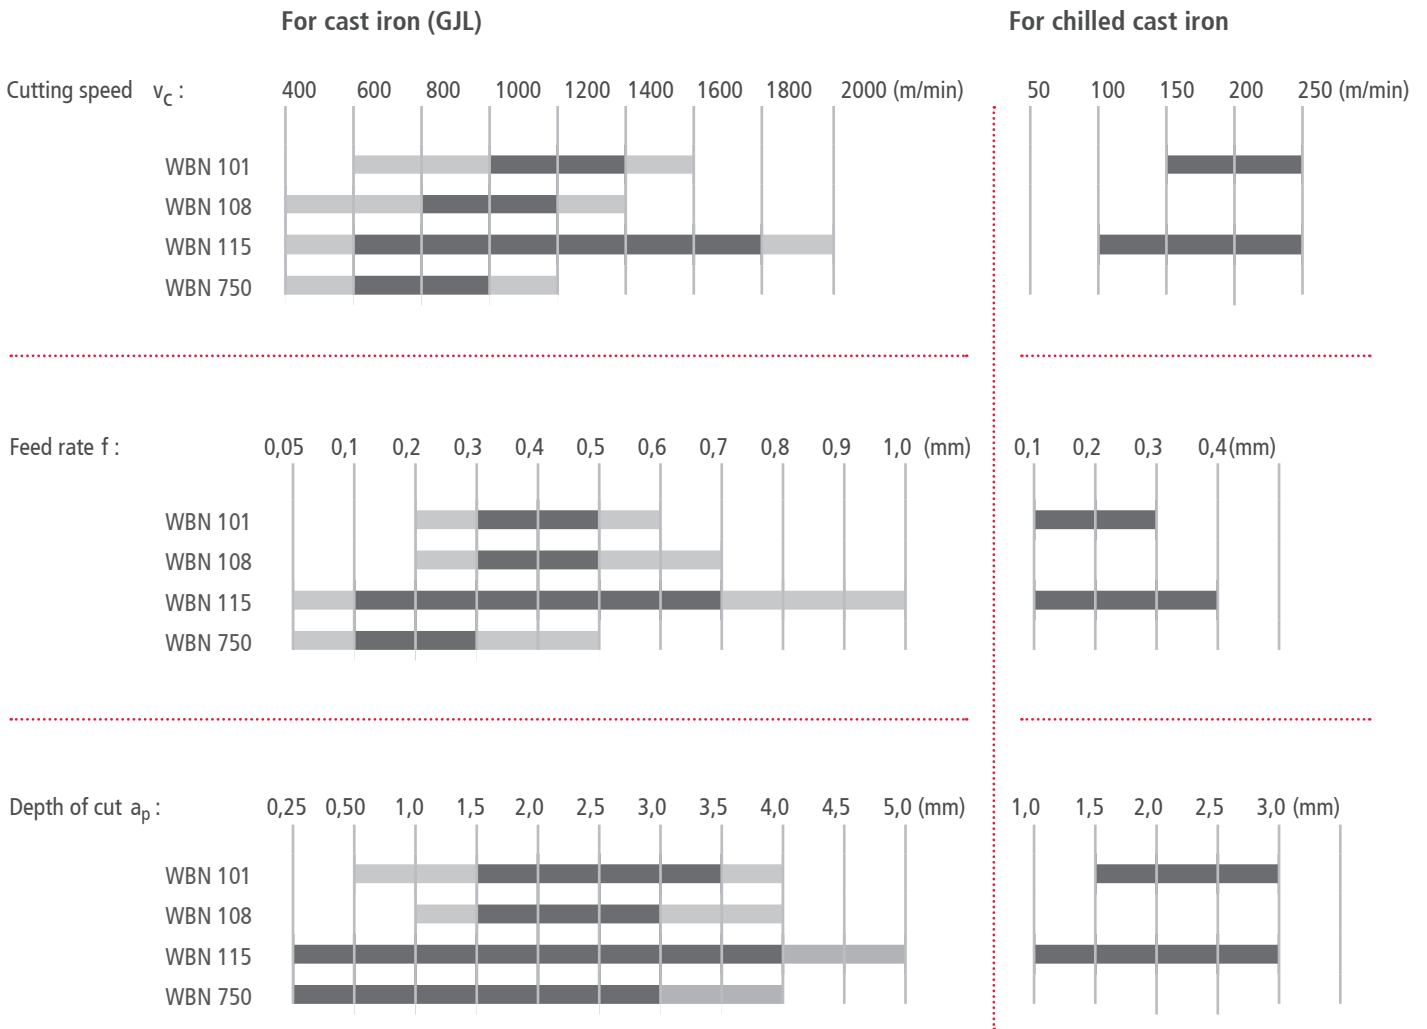 For cast iron (GJL)
For chilled cast iron
Cutting speed vC : 400 600 800 1000 1200 1400 1600 1800 2000 (m/min) 50 100 150 200 250 (m/min)
WBN 101
WBN 108
WBN 115
WBN 750
Feed rate f : 0,05 0,1 0,2 0,3 0,4 0,5 0,6 0,7 0,8 0,9 1,0 (mm) 0,1 0,2 0,3 0,4(mm)
WBN 101
WBN 108
WBN 115
WBN 750
Depth of cut ap : 0,25 0,50 1,0 1,5 2,0 2,5 3,0 3,5 4,0 4,5 5,0 (mm) 1,0 1,5 2,0 2,5 3,0 (mm)
WBN 101
WBN 108
WBN 115
WBN 750